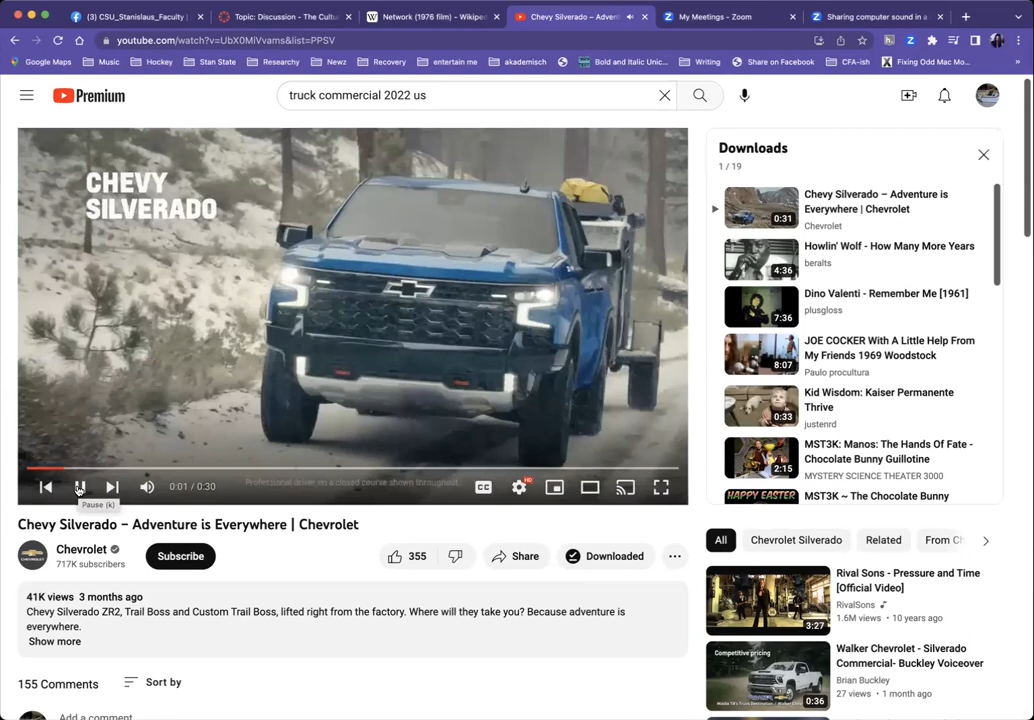 (3) CSU_Stanislaus_Faculty
Topic: Discussion - The Cultu
Network (1976 film) - Wikiped
Chevy Silverado – Adven
My Meetings - Zoom
Sharing computer sound in a
youtube.com/watch?v=UbX0MiVvams&list=PPSV
Google Maps
Music
Hockey
Stan State
Researchy
Newz
Recovery
entertain me
akademisch
Bold and Italic Unic...
Writing
Share on Facebook
CFA-ish
Fixing Odd Mac Mo...
Premium
truck commercial 2022 us
CHEVY
SILVERADO
Professional driver on a closed course shown throughout.
0:01 / 0:30
CC
HD
Pause (k)
Chevy Silverado – Adventure is Everywhere | Chevrolet
Chevrolet
717K subscribers
Subscribe
355
Share
Downloaded
41K views 3 months ago
Chevy Silverado ZR2, Trail Boss and Custom Trail Boss, lifted right from the factory. Where will they take you? Because adventure is
everywhere.
Show more
155 Comments
Sort by
Add a comment
Downloads
1 / 19
Chevy Silverado – Adventure is
Everywhere | Chevrolet
Chevrolet
0:31
Howlin' Wolf - How Many More Years
beralts
4:36
Dino Valenti - Remember Me [1961]
plusgloss
7:36
JOE COCKER With A Little Help From
My Friends 1969 Woodstock
Paulo procultura
8:07
Kid Wisdom: Kaiser Permanente
Thrive
justenrd
0:33
MST3K: Manos: The Hands Of Fate -
Chocolate Bunny Guillotine
MYSTERY SCIENCE THEATER 3000
2:15
MST3K ~ The Chocolate Bunny
HAPPY EASTER
All
Chevrolet Silverado
Related
From Ch
Rival Sons - Pressure and Time
[Official Video]
RivalSons
1.6M views • 10 years ago
3:27
Walker Chevrolet - Silverado
Commercial- Buckley Voiceover
Brian Buckley
27 views • 1 month ago
Competitive pricing
0:36